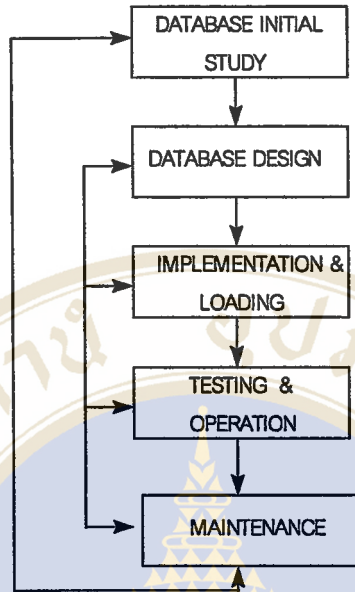 DATABASE INITIAL
STUDY
DATABASE DESIGN
IMPLEMENTATION &
LOADING
TESTING &
OPERATION
MAINTENANCE